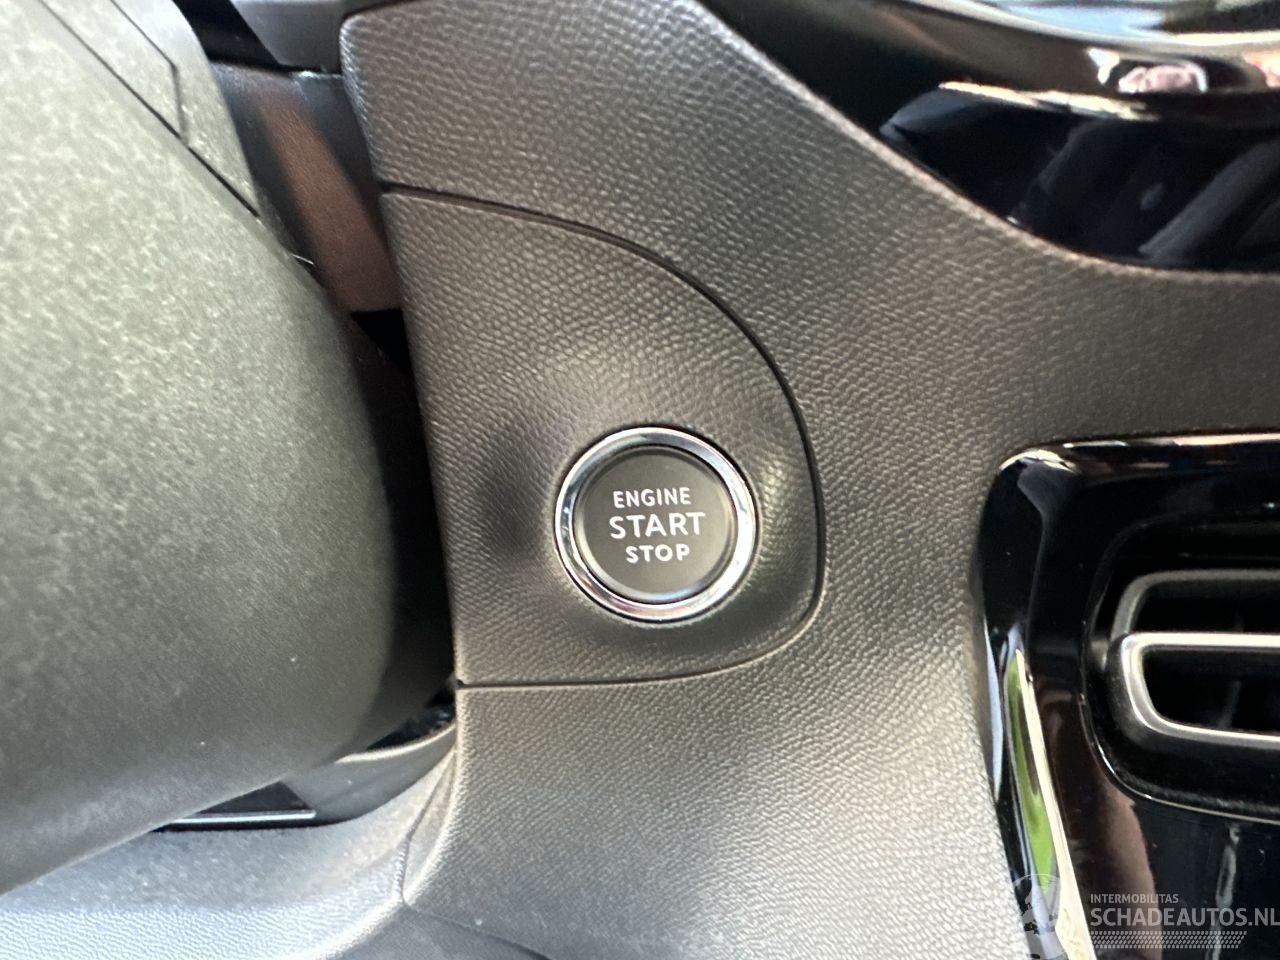 ENGINE
START
STOP
INTERMOBILITAS
SCHADEAUTOS.NL